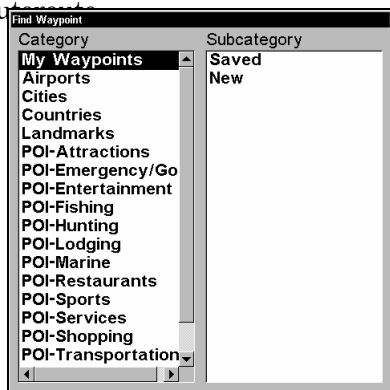 Find Waypoint
Category
Subcategory
My Waypoints
Airports
Cities
Countries
Landmarks
POI-Attractions
POI-Emergency/Go
POI-Entertainment
POI-Fishing
POI-Hunting
POI-Lodging
POI-Marine
POI-Restaurants
POI-Sports
POI-Services
POI-Shopping
POI-Transportation
Saved
New